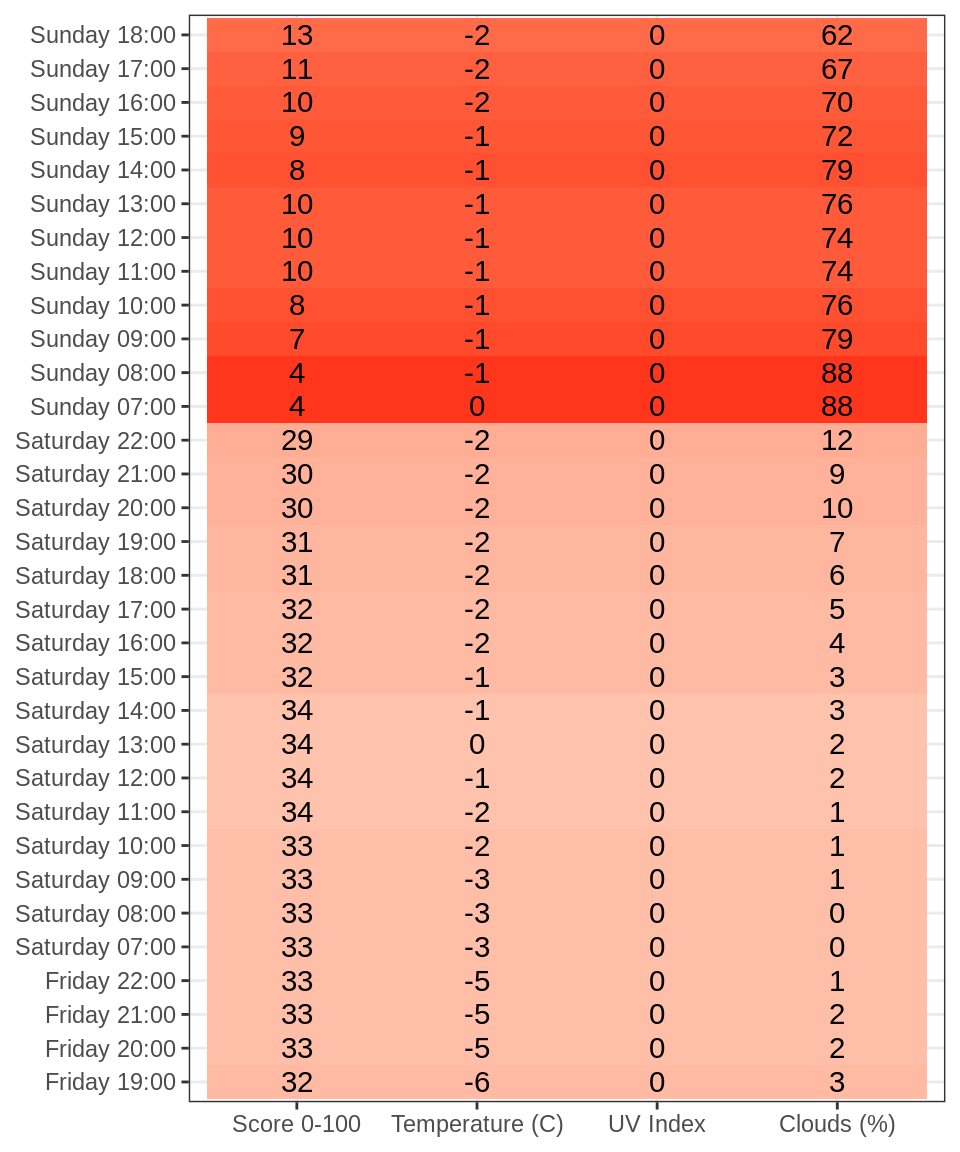 Sunday 18:00 13 -2 0 62
Sunday 17:00 11 -2 0 67
Sunday 16:00 10 -2 0 70
Sunday 15:00 9 -1 0 72
Sunday 14:00 8 -1 0 79
Sunday 13:00 10 -1 0 76
Sunday 12:00 10 -1 0 74
Sunday 11:00 10 -1 0 74
Sunday 10:00 8 -1 0 76
Sunday 09:00 7 -1 0 79
Sunday 08:00 4 -1 0 88
Sunday 07:00 4 0 0 88
Saturday 22:00 29 -2 0 12
Saturday 21:00 30 -2 0 9
Saturday 20:00 30 -2 0 10
Saturday 19:00 31 -2 0 7
Saturday 18:00 31 -2 0 6
Saturday 17:00 32 -2 0 5
Saturday 16:00 32 -2 0 4
Saturday 15:00 32 -1 0 3
Saturday 14:00 34 -1 0 3
Saturday 13:00 34 0 0 2
Saturday 12:00 34 -1 0 2
Saturday 11:00 34 -2 0 1
Saturday 10:00 33 -2 0 1
Saturday 09:00 33 -3 0 1
Saturday 08:00 33 -3 0 0
Saturday 07:00 33 -3 0 0
Friday 22:00 33 -5 0 1
Friday 21:00 33 -5 0 2
Friday 20:00 33 -5 0 2
Friday 19:00 32 -6 0 3
Score 0-100 Temperature (C) UV Index Clouds (%)